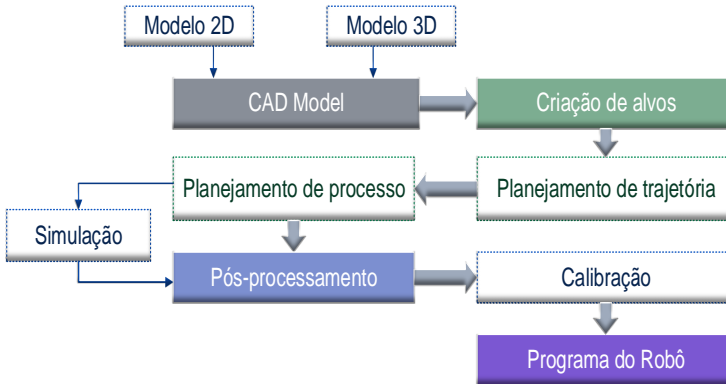 Modelo 2D
Modelo 3D
CAD Model
Criação de alvos
Planejamento de processo
Planejamento de trajetória
Simulação
Pós-processamento
Calibração
Programa do Robô